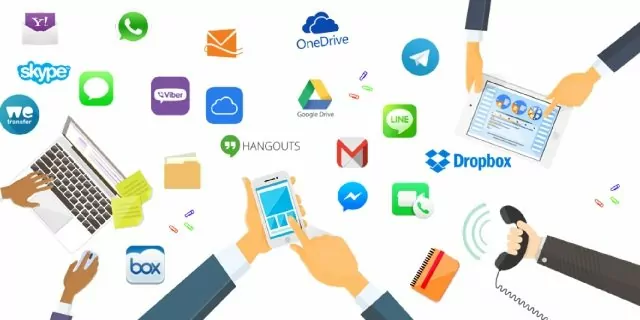 Y!
OneDrive
skype
Viber
we
transfer
Google Drive
LINE
HANGOUTS
M
Dropbox
box